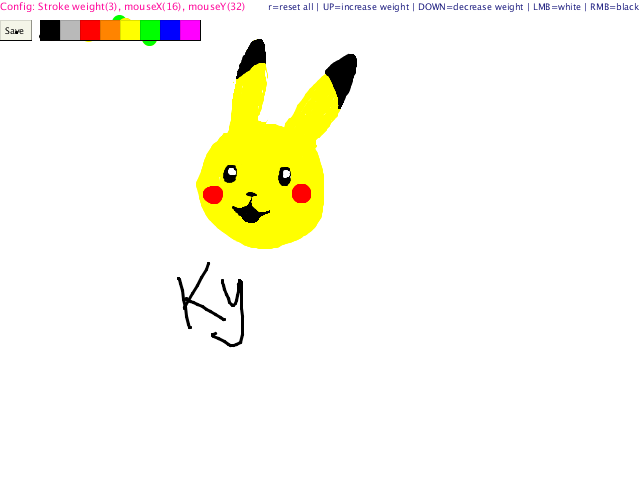 Config: Stroke weight(3), mouseX(16), mouseY(32) r=reset all | UP=increase weight | DOWN=decrease weight | LMB=white | RMB=black
Save
Ky